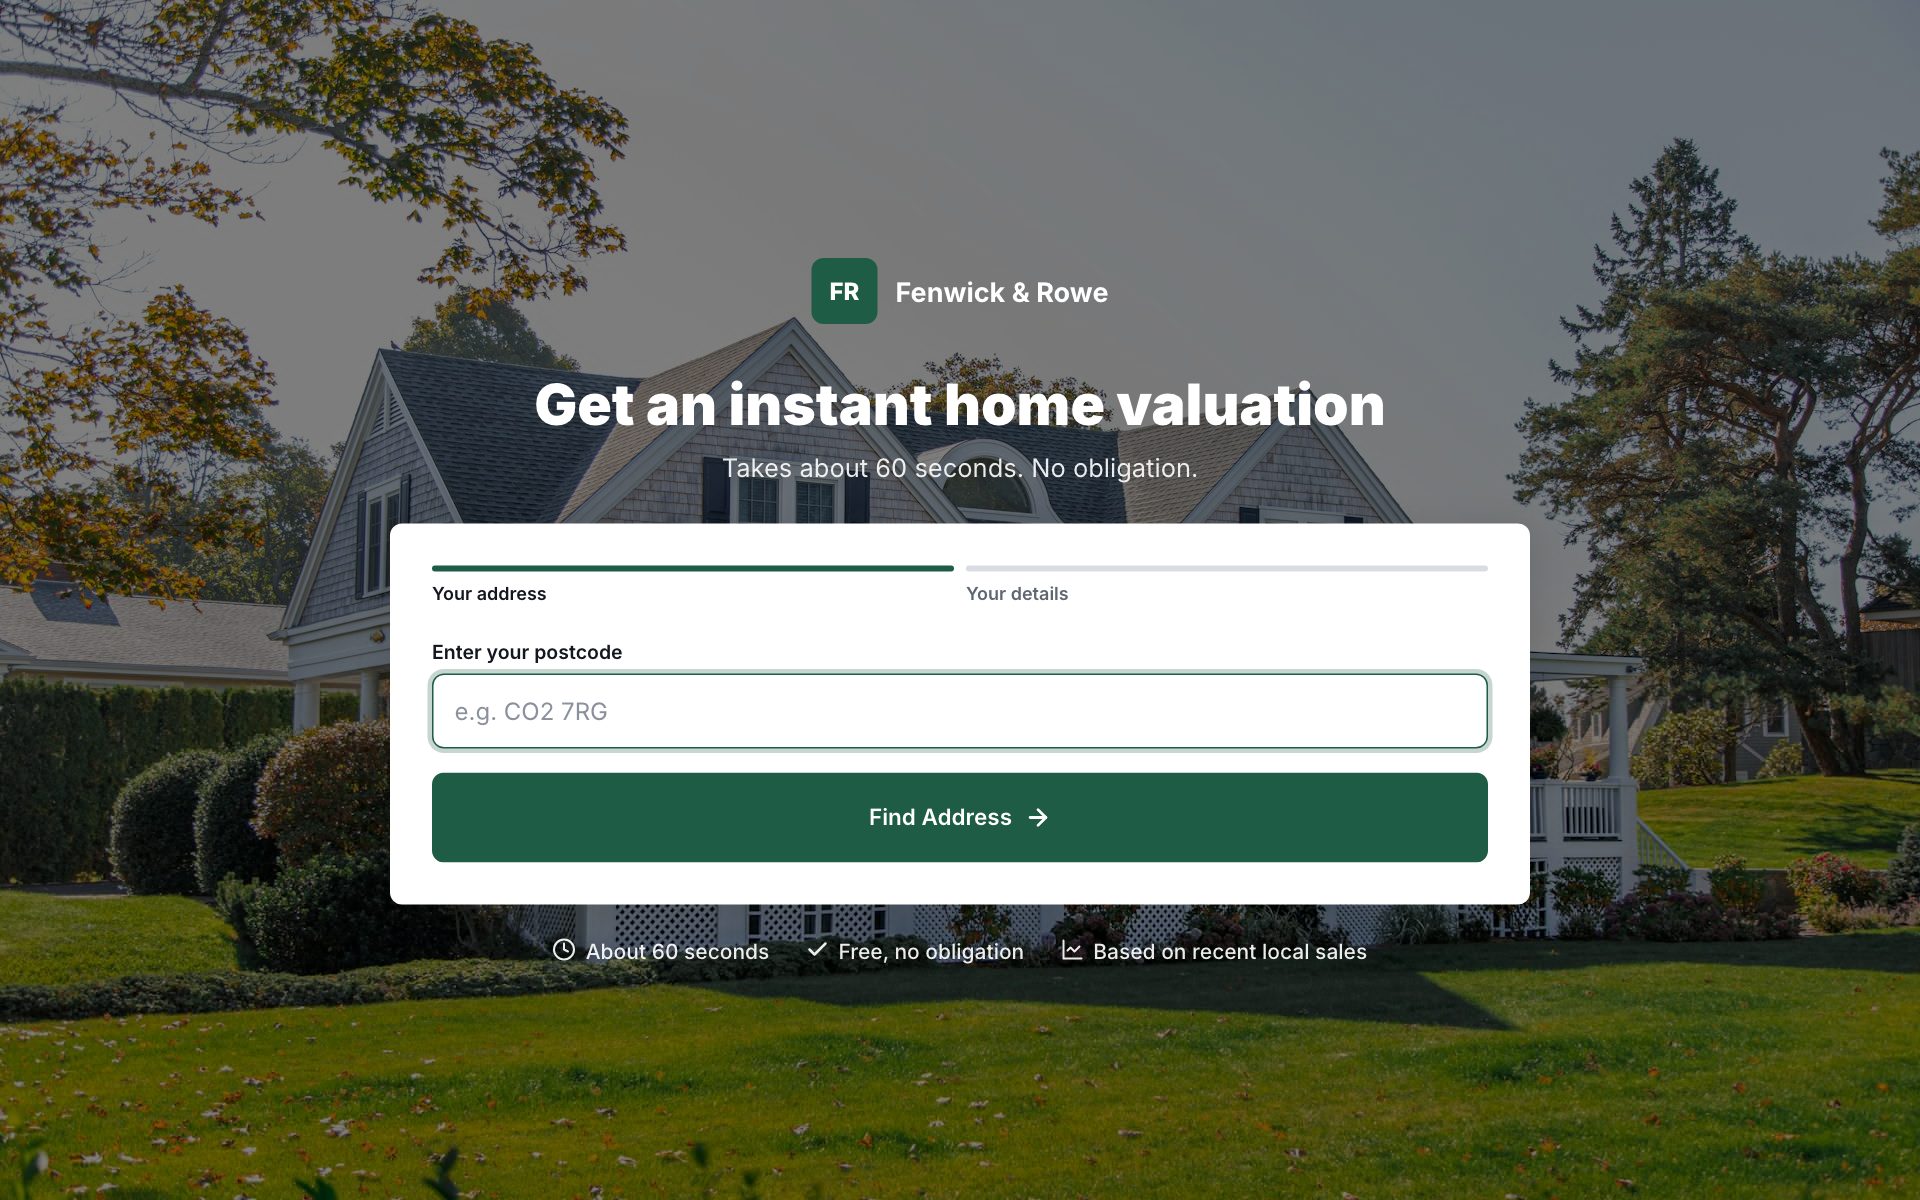 FR Fenwick & Rowe
Get an instant home valuation
Takes about 60 seconds. No obligation.
Your address Your details
Enter your postcode
e.g. CO2 7RG
Find Address
About 60 seconds Free, no obligation Based on recent local sales